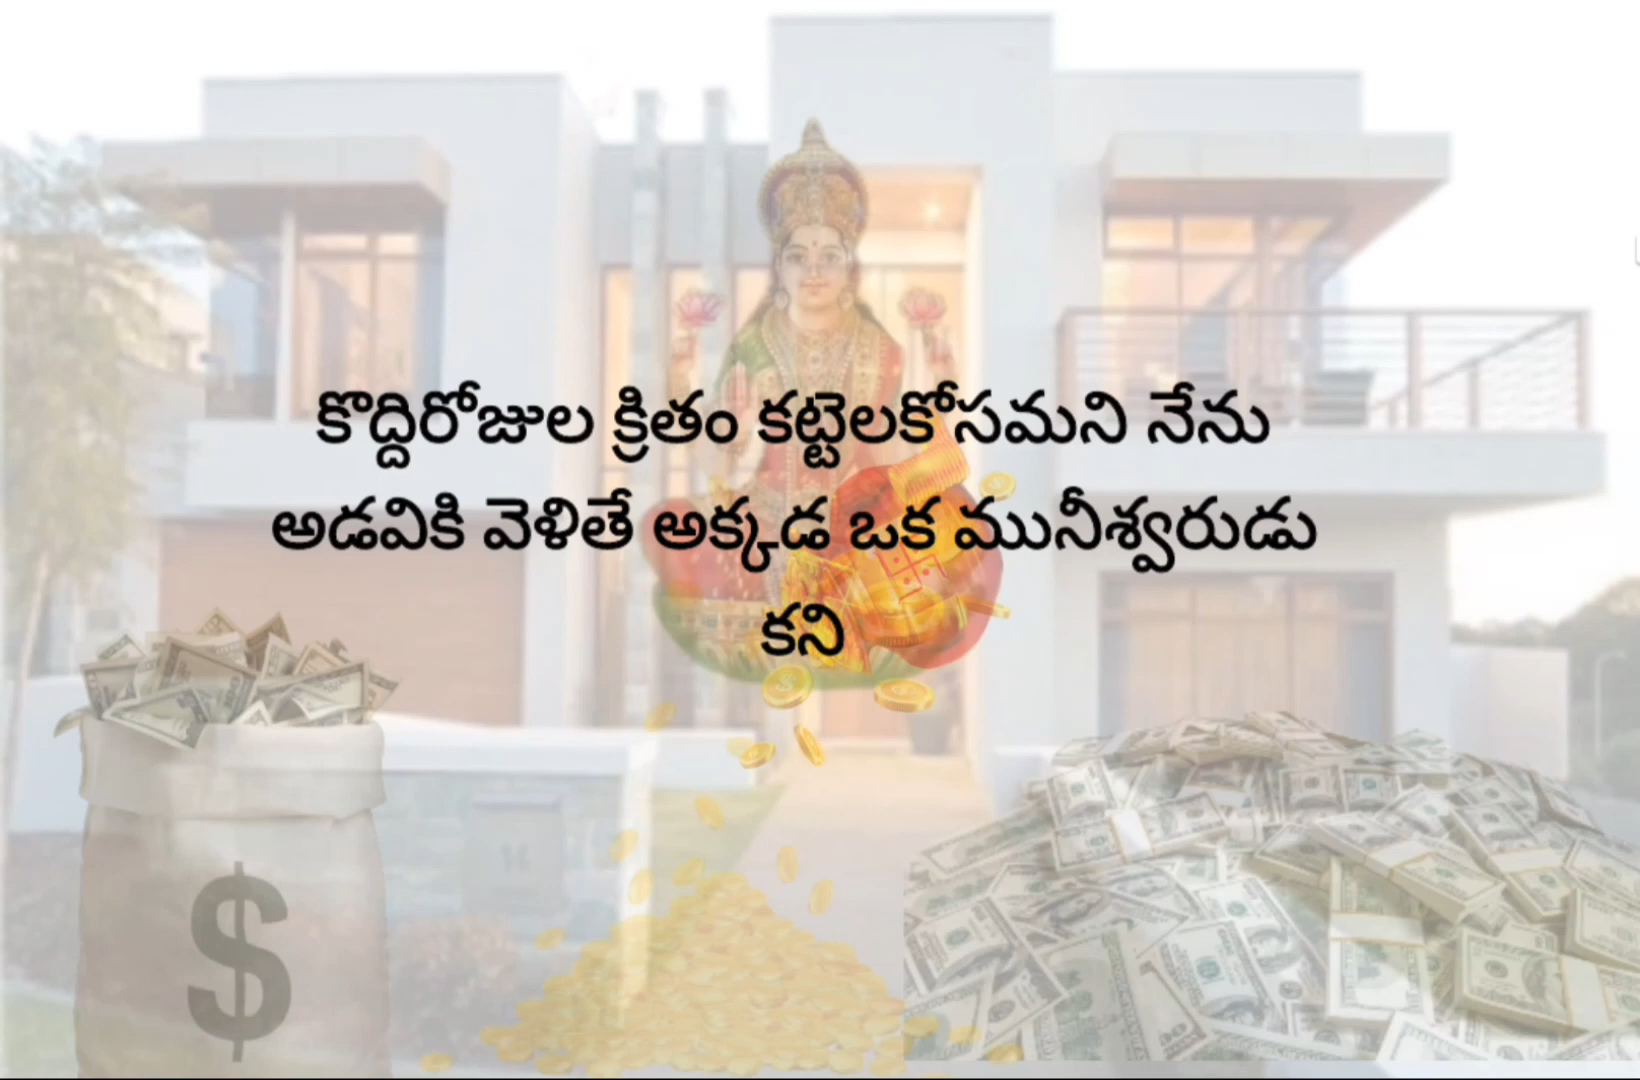 కొద్దిరోజుల క్రితం కట్టెలకోసమని నేను
అడవికి వెళితే అక్కడ ఒక మునీశ్వరుడు
కని
$